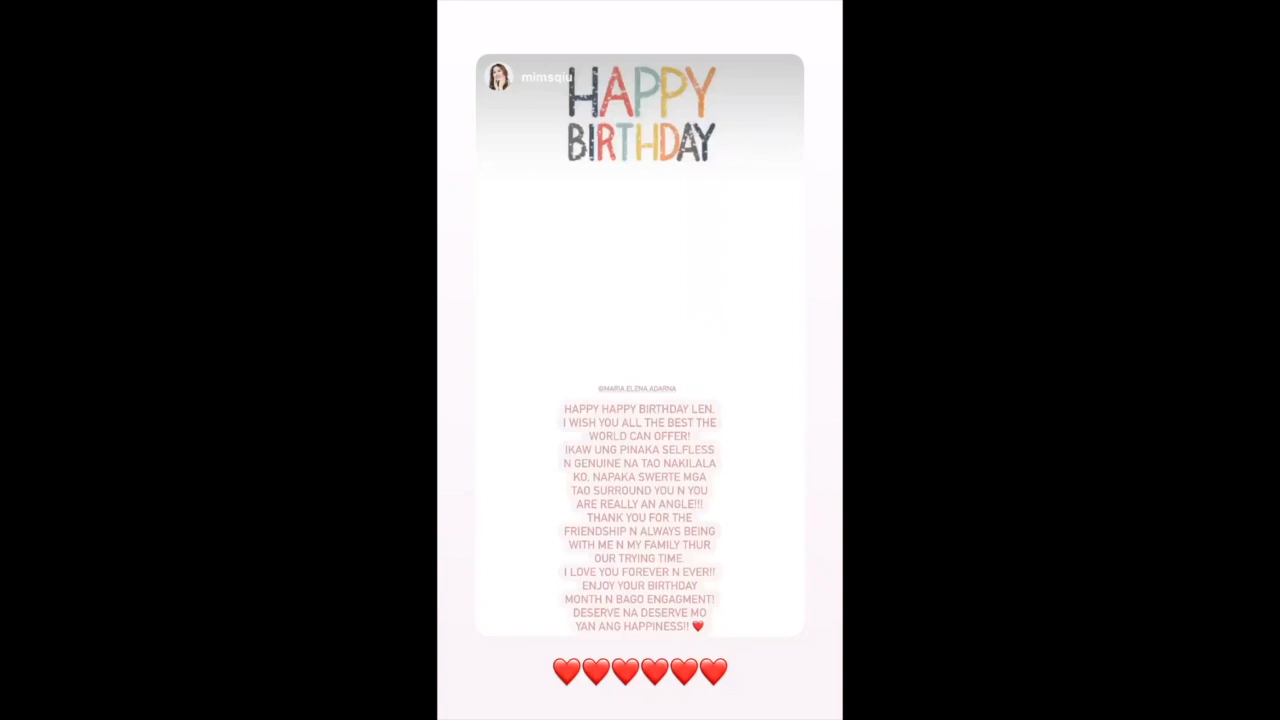 mimsqiu
HAPPY
BIRTHDAY
@MARIA.ELENA.ADARNA
HAPPY HAPPY BIRTHDAY LEN.
I WISH YOU ALL THE BEST THE
WORLD CAN OFFER!
IKAW UNG PINAKA SELFLESS
N GENUINE NA TAO NAKILALA
KO, NAPAKA SWERTE MGA
TAO SURROUND YOU N YOU
ARE REALLY AN ANGLE!!!
THANK YOU FOR THE
FRIENDSHIP N ALWAYS BEING
WITH ME N MY FAMILY THUR
OUR TRYING TIME.
I LOVE YOU FOREVER N EVER!!
ENJOY YOUR BIRTHDAY
MONTH N BAGO ENGAGMENT!
DESERVE NA DESERVE MO
YAN ANG HAPPINESS!! ❤️
❤️❤️❤️❤️❤️❤️